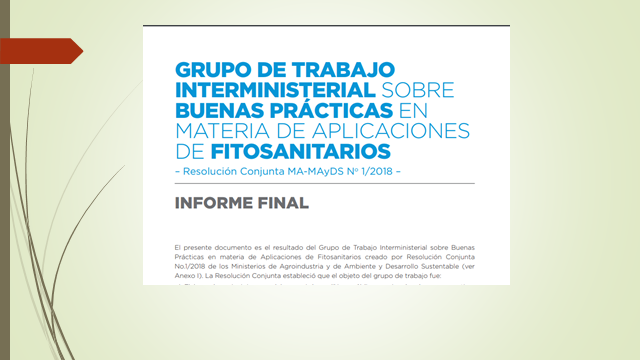 GRUPO DE TRABAJO
INTERMINISTERIAL SOBRE
BUENAS PRÁCTICAS EN
MATERIA DE APLICACIONES
DE FITOSANITARIOS
– Resolución Conjunta MA-MAyDS Nº 1/2018 –
INFORME FINAL
El presente documento es el resultado del Grupo de Trabajo Interministerial sobre Buenas
Prácticas en materia de Aplicaciones de Fitosanitarios creado por Resolución Conjunta
No.1/2018 de los Ministerios de Agroindustria y de Ambiente y Desarrollo Sustentable (ver
Anexo I). La Resolución Conjunta estableció que el objeto del grupo de trabajo fue: